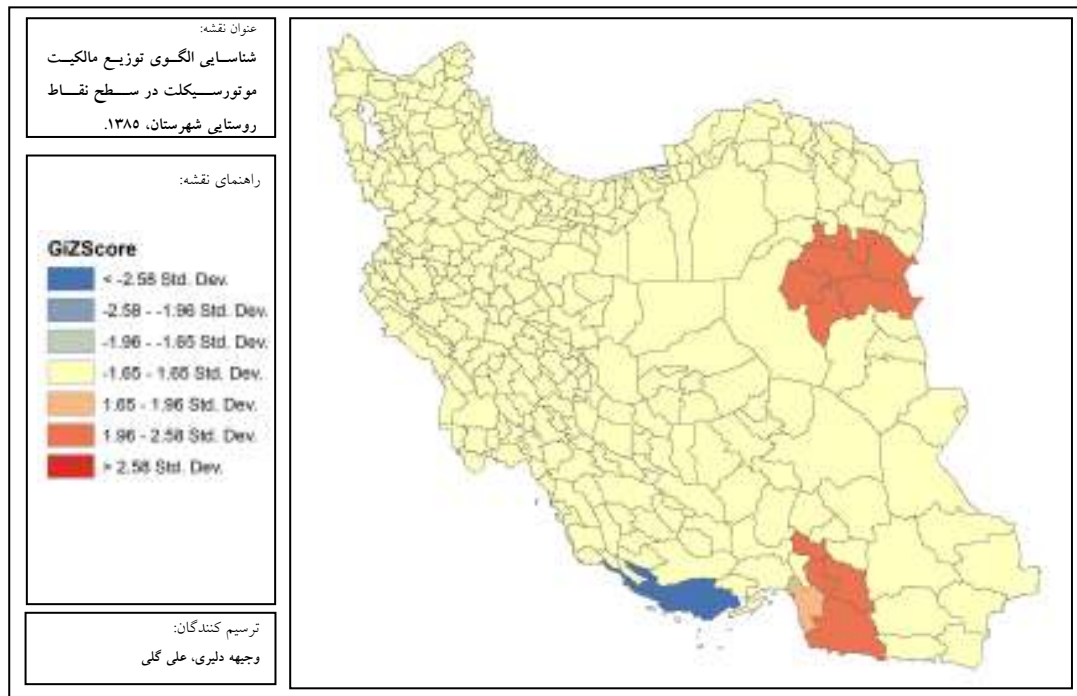 عنوان نقشه:
شناسایی الگوی توزیع مالکیت
موتورسیکلت در سطح نقاط
روستایی شهرستان، ۱۳۸۵.
راهنمای نقشه:
GiZScore
< -2.58 Std. Dev.
-2.58 - -1.96 Std. Dev.
-1.96 - -1.65 Std. Dev.
-1.65 - 1.65 Std. Dev.
1.65 - 1.96 Std. Dev.
1.96 - 2.58 Std. Dev.
> 2.58 Std. Dev.
ترسیم کنندگان:
وجیهه دلیری، علی گلی